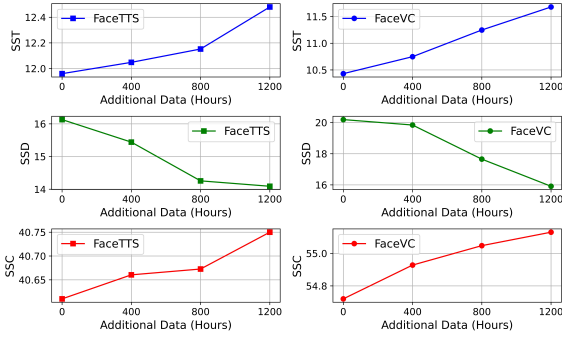 SST
12.4
12.0
FaceTTS
0 400 800 1200
Additional Data (Hours)
SST
11.5
10.5
FaceVC
0 400 800 1200
Additional Data (Hours)
SSD
16
15
14
FaceTTS
0 400 800 1200
Additional Data (Hours)
SSD
20
18
16
FaceVC
0 400 800 1200
Additional Data (Hours)
SSC
40.75
40.70
40.65
FaceTTS
0 400 800 1200
Additional Data (Hours)
SSC
55.0
54.8
FaceVC
0 400 800 1200
Additional Data (Hours)